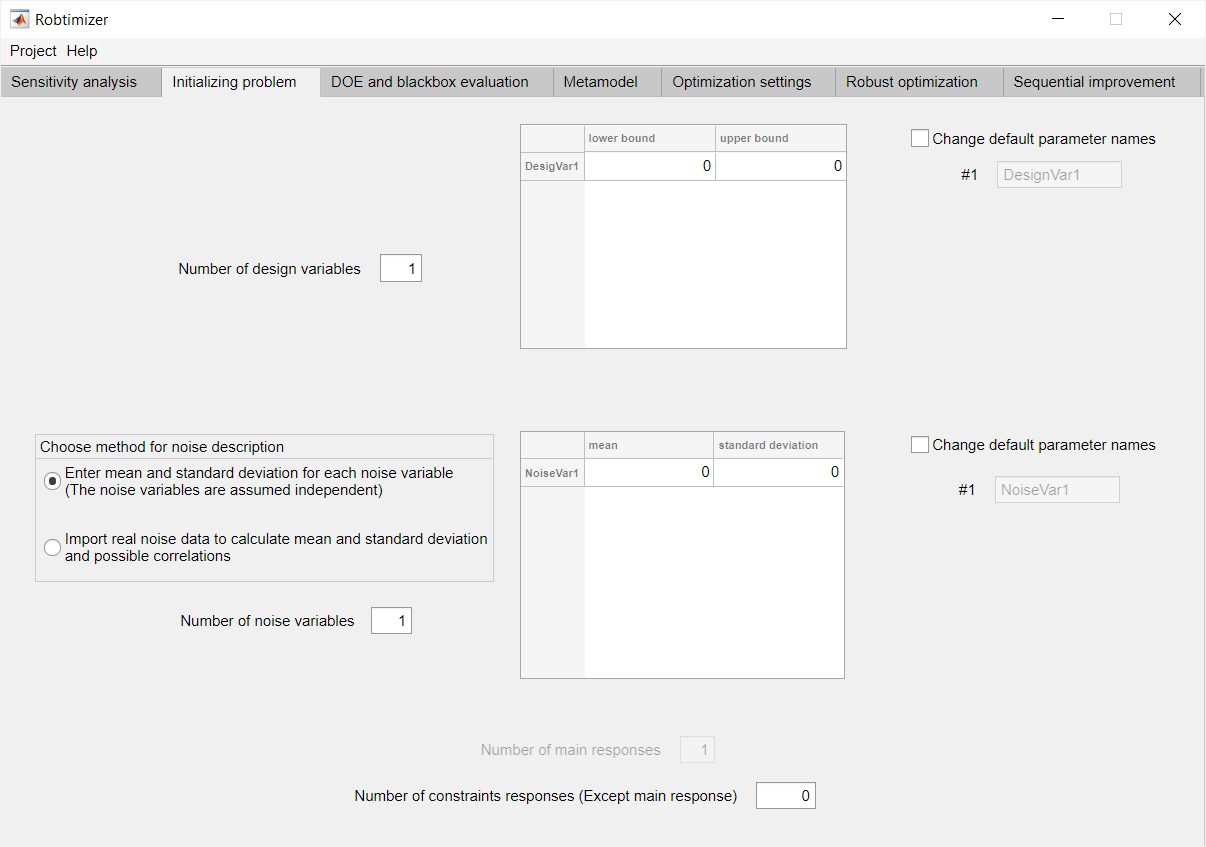 Robtimizer
Project Help
Sensitivity analysis Initializing problem DOE and blackbox evaluation Metamodel Optimization settings Robust optimization Sequential improvement
lower bound upper bound
DesigVar1 0 0
Change default parameter names
#1 DesignVar1
Number of design variables 1
Choose method for noise description
Enter mean and standard deviation for each noise variable
(The noise variables are assumed independent)
Import real noise data to calculate mean and standard deviation
and possible correlations
Number of noise variables 1
mean standard deviation
NoiseVar1 0 0
Change default parameter names
#1 NoiseVar1
Number of main responses 1
Number of constraints responses (Except main response) 0